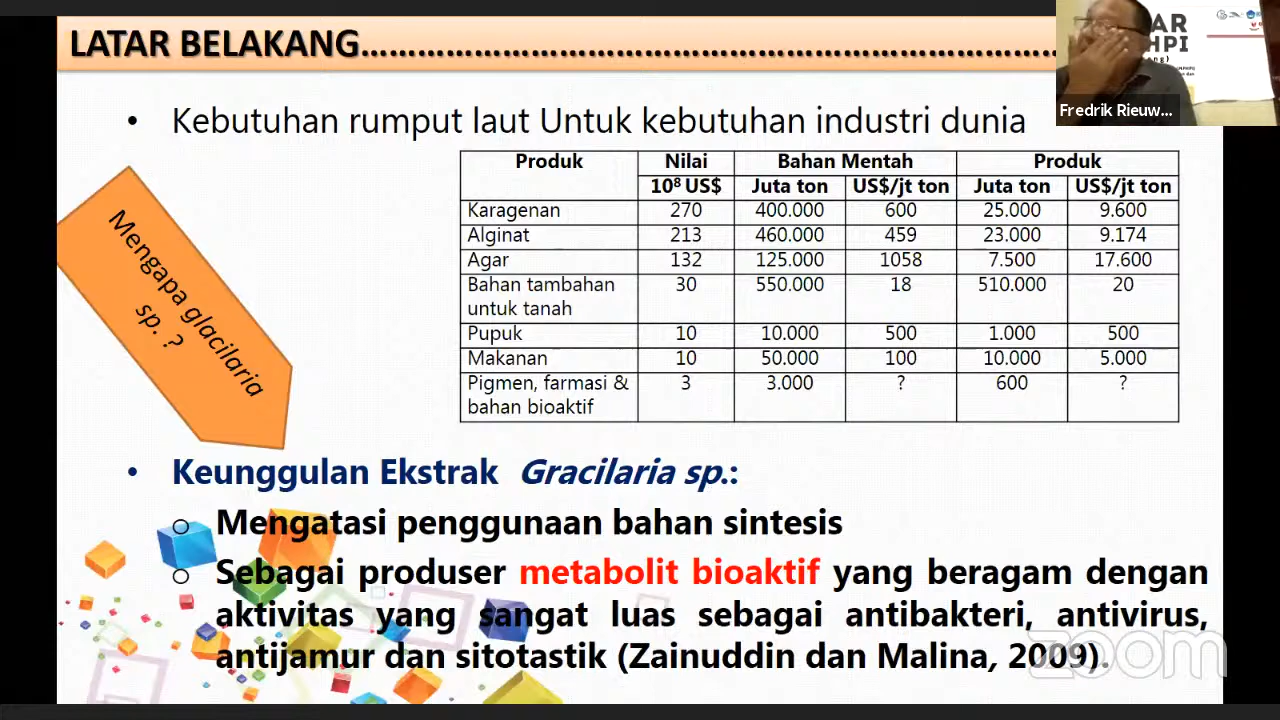 LATAR BELAKANG……………………………………………………………………
AR
HPI
Fredrik Rieuw...
• Kebutuhan rumput laut Untuk kebutuhan industri dunia
Produk Nilai Bahan Mentah Produk
10⁸ US$ Juta ton US$/jt ton Juta ton US$/jt ton
Karagenan 270 400.000 600 25.000 9.600
Alginat 213 460.000 459 23.000 9.174
Agar 132 125.000 1058 7.500 17.600
Bahan tambahan 30 550.000 18 510.000 20
untuk tanah
Pupuk 10 10.000 500 1.000 500
Makanan 10 50.000 100 10.000 5.000
Pigmen, farmasi & 3 3.000 ? 600 ?
bahan bioaktif
Mengapa glacilaria
sp. ?
• Keunggulan Ekstrak Gracilaria sp.:
o Mengatasi penggunaan bahan sintesis
o Sebagai produser metabolit bioaktif yang beragam dengan
aktivitas yang sangat luas sebagai antibakteri, antivirus,
antijamur dan sitotastik (Zainuddin dan Malina, 2009).
zoom